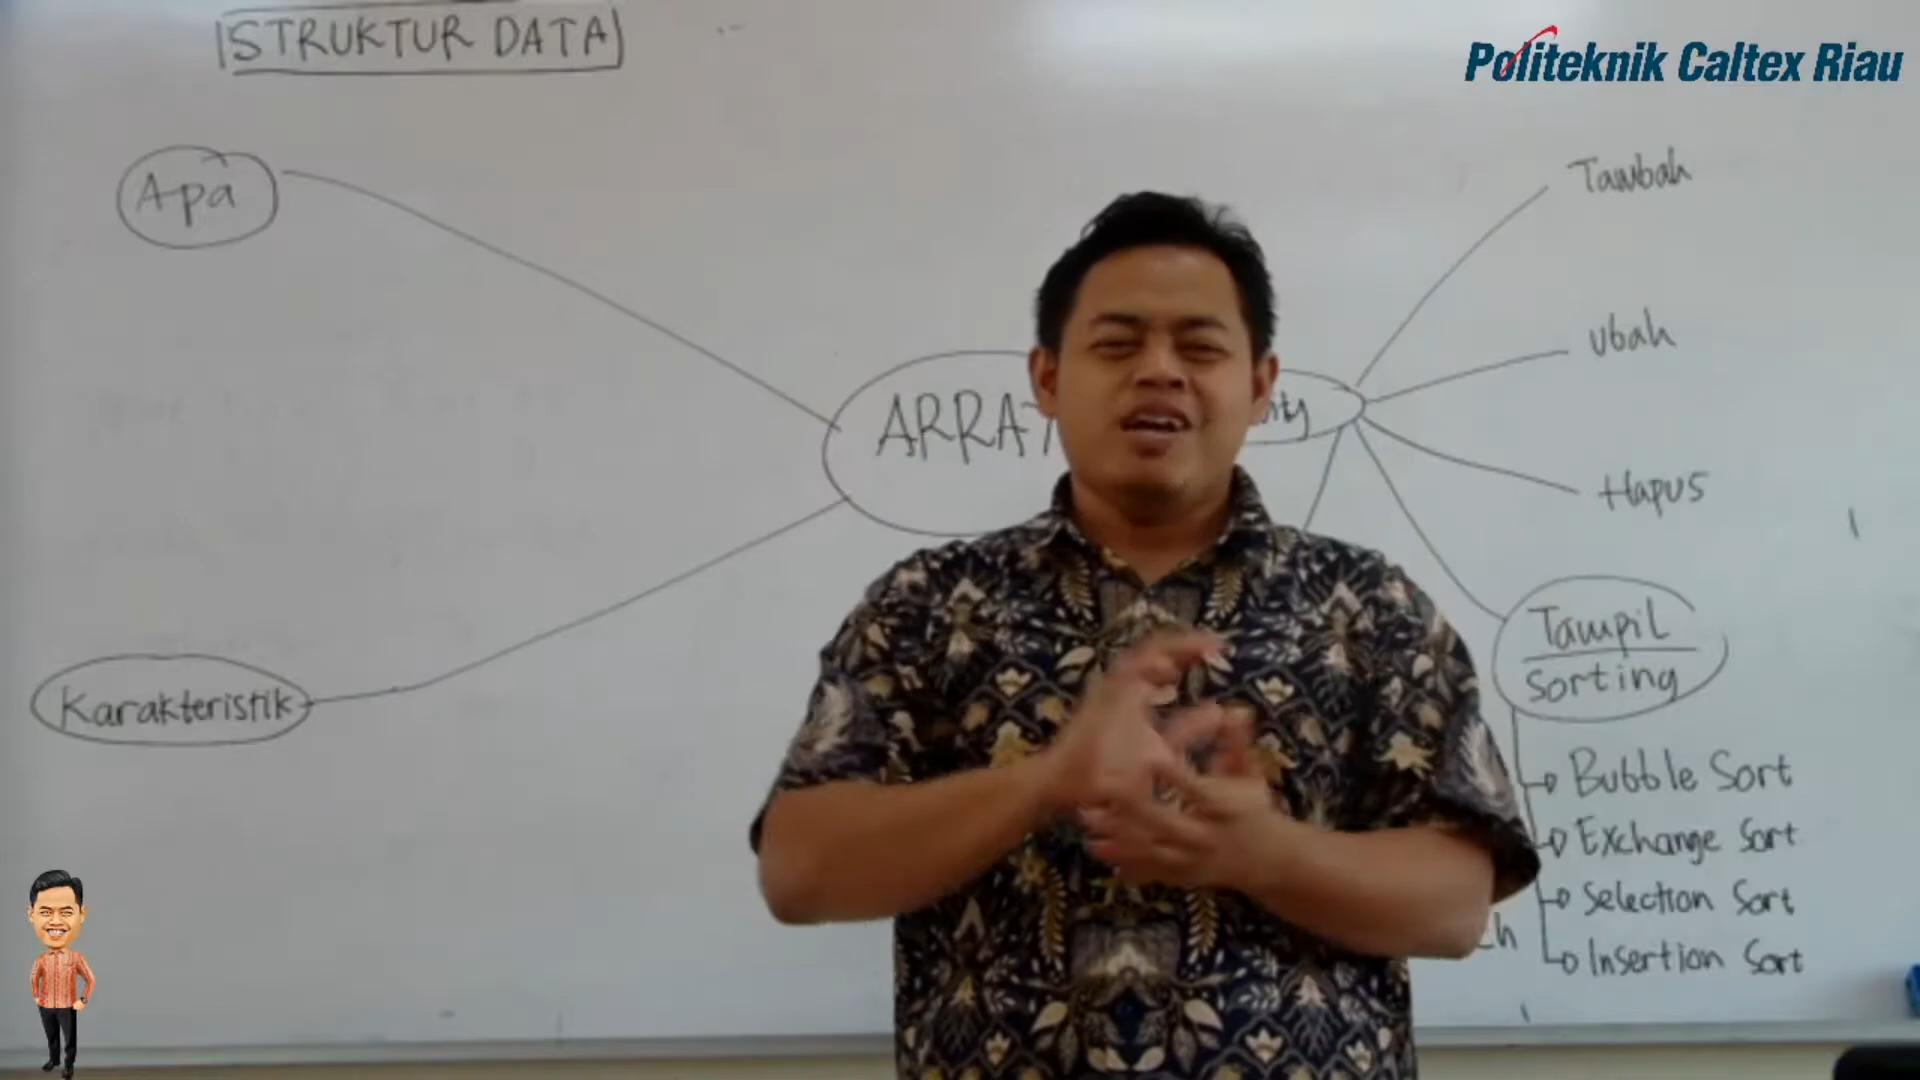 STRUKTUR DATA
Politeknik Caltex Riau
Apa
Tambah
Ubah
ARRAY
Hapus
Karakteristik
Tampil
Sorting
Bubble Sort
Exchange Sort
Selection Sort
Insertion Sort